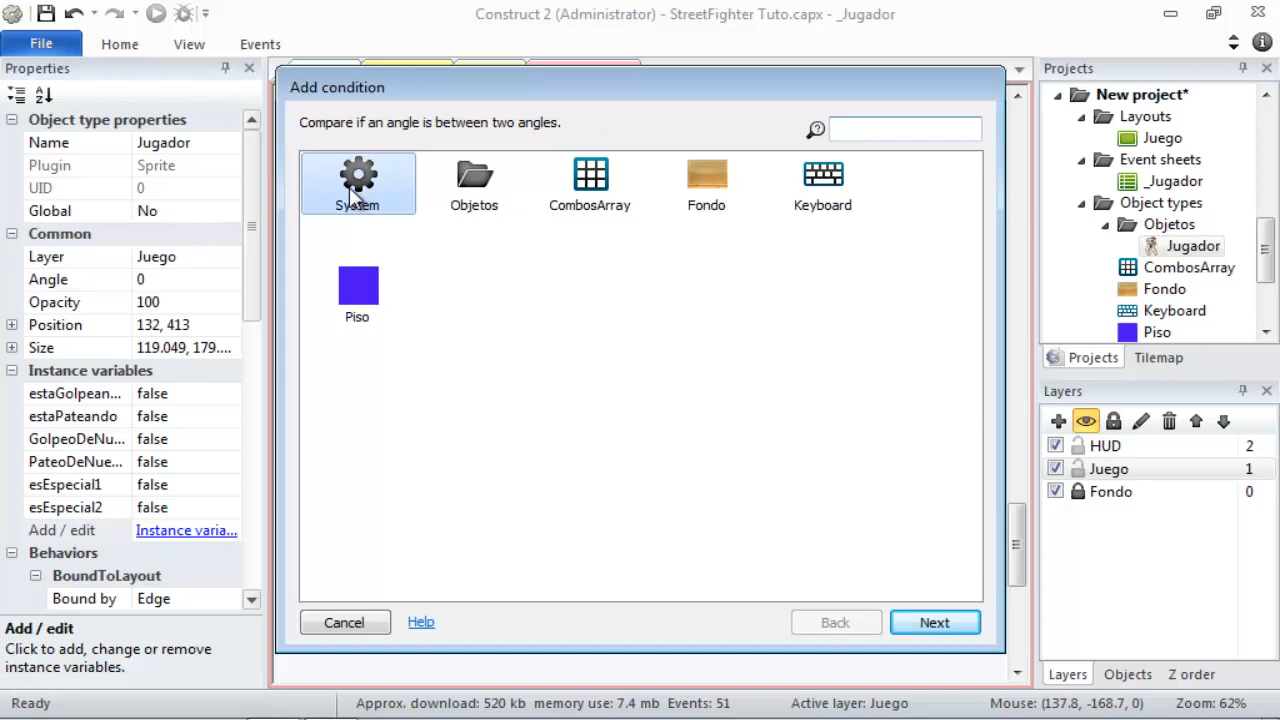 Construct 2 (Administrator) - StreetFighter Tuto.capx - _Jugador
File Home View Events
Properties
Object type properties
Name Jugador
Plugin Sprite
UID 0
Global No
Common
Layer Juego
Angle 0
Opacity 100
Position 132, 413
Size 119.049, 179....
Instance variables
estaGolpean... false
estaPateando false
GolpeoDeNu... false
PateoDeNue... false
esEspecial1 false
esEspecial2 false
Add / edit Instance varia...
Behaviors
BoundToLayout
Bound by Edge
Add / edit
Click to add, change or remove
instance variables.
Add condition
Compare if an angle is between two angles.
System Objetos CombosArray Fondo Keyboard
Piso
Cancel Help Back Next
Projects
New project*
Layouts
Juego
Event sheets
_Jugador
Object types
Objetos
Jugador
CombosArray
Fondo
Keyboard
Piso
Projects Tilemap
Layers
HUD 2
Juego 1
Fondo 0
Layers Objects Z order
Ready Approx. download: 520 kb memory use: 7.4 mb Events: 51 Active layer: Juego Mouse: (137.8, -168.7, 0) Zoom: 62%